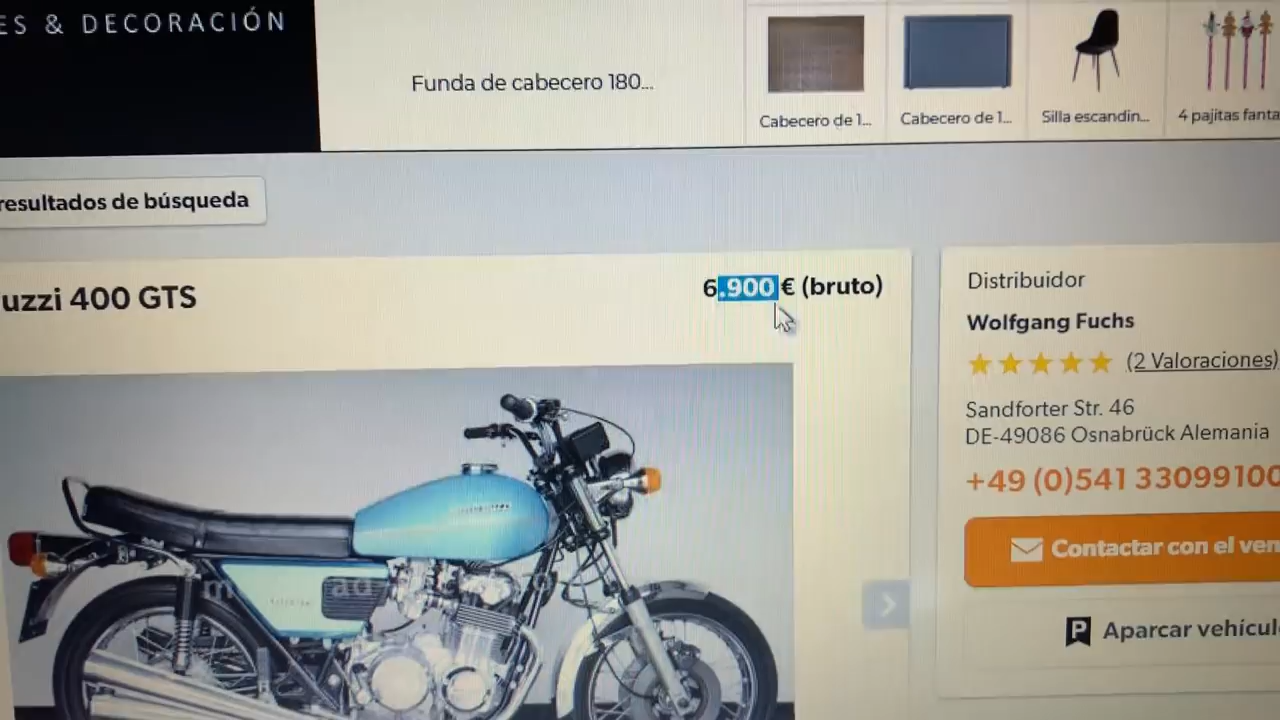 ES & DECORACIÓN
Funda de cabecero 180...
Cabecero de 1...
Cabecero de 1...
Silla escandin...
4 pajitas fanta
resultados de búsqueda
uzzi 400 GTS
6.900 € (bruto)
Distribuidor
Wolfgang Fuchs
(2 Valoraciones)
Sandforter Str. 46
DE-49086 Osnabrück Alemania
+49 (0)541 33099100
Contactar con el ven
P Aparcar vehícul